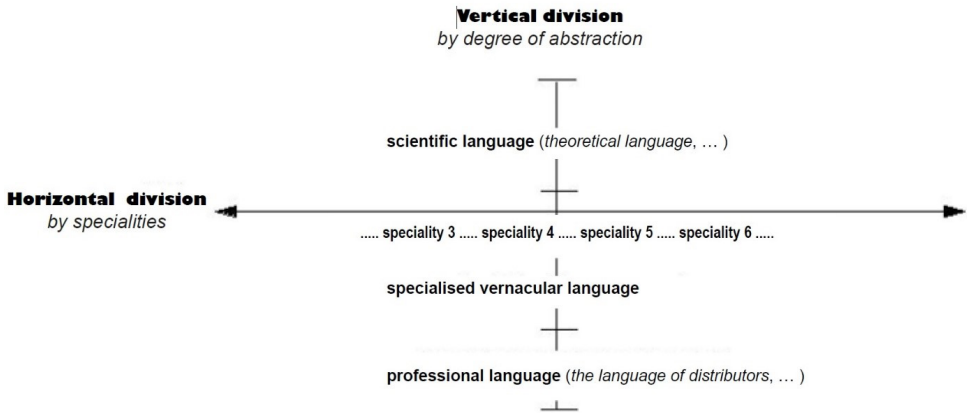 Vertical division
by degree of abstraction
scientific language (theoretical language, … )
Horizontal division
by specialities
..... speciality 3 ..... speciality 4 ..... speciality 5 ..... speciality 6 .....
specialised vernacular language
professional language (the language of distributors, … )